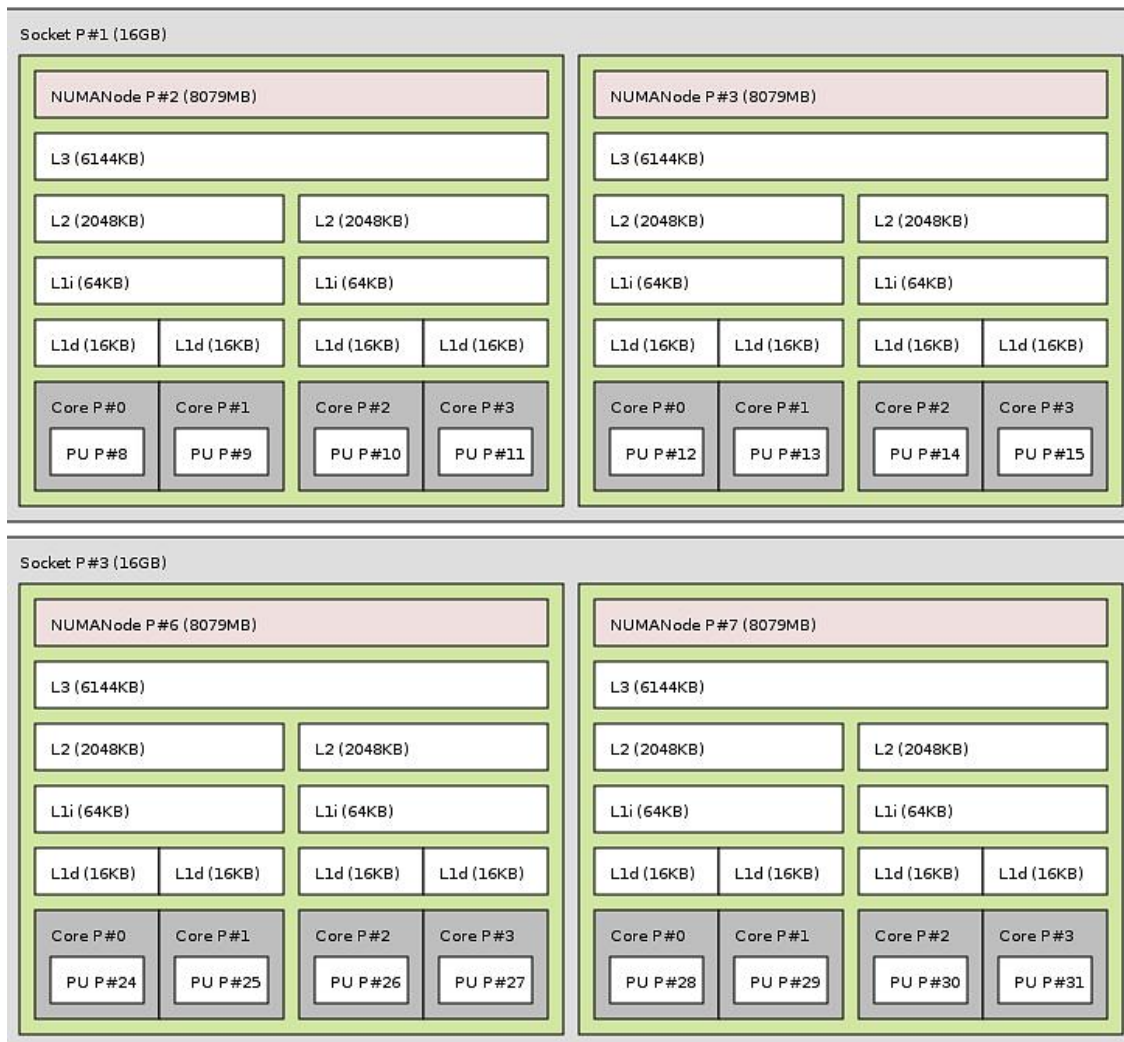 Socket P#1 (16GB)
NUMANode P#2 (8079MB) NUMANode P#3 (8079MB)
L3 (6144KB) L3 (6144KB)
L2 (2048KB) L2 (2048KB) L2 (2048KB) L2 (2048KB)
L1i (64KB) L1i (64KB) L1i (64KB) L1i (64KB)
L1d (16KB) L1d (16KB) L1d (16KB) L1d (16KB) L1d (16KB) L1d (16KB) L1d (16KB) L1d (16KB)
Core P#0 Core P#1 Core P#2 Core P#3 Core P#0 Core P#1 Core P#2 Core P#3
PU P#8 PU P#9 PU P#10 PU P#11 PU P#12 PU P#13 PU P#14 PU P#15
Socket P#3 (16GB)
NUMANode P#6 (8079MB) NUMANode P#7 (8079MB)
L3 (6144KB) L3 (6144KB)
L2 (2048KB) L2 (2048KB) L2 (2048KB) L2 (2048KB)
L1i (64KB) L1i (64KB) L1i (64KB) L1i (64KB)
L1d (16KB) L1d (16KB) L1d (16KB) L1d (16KB) L1d (16KB) L1d (16KB) L1d (16KB) L1d (16KB)
Core P#0 Core P#1 Core P#2 Core P#3 Core P#0 Core P#1 Core P#2 Core P#3
PU P#24 PU P#25 PU P#26 PU P#27 PU P#28 PU P#29 PU P#30 PU P#31